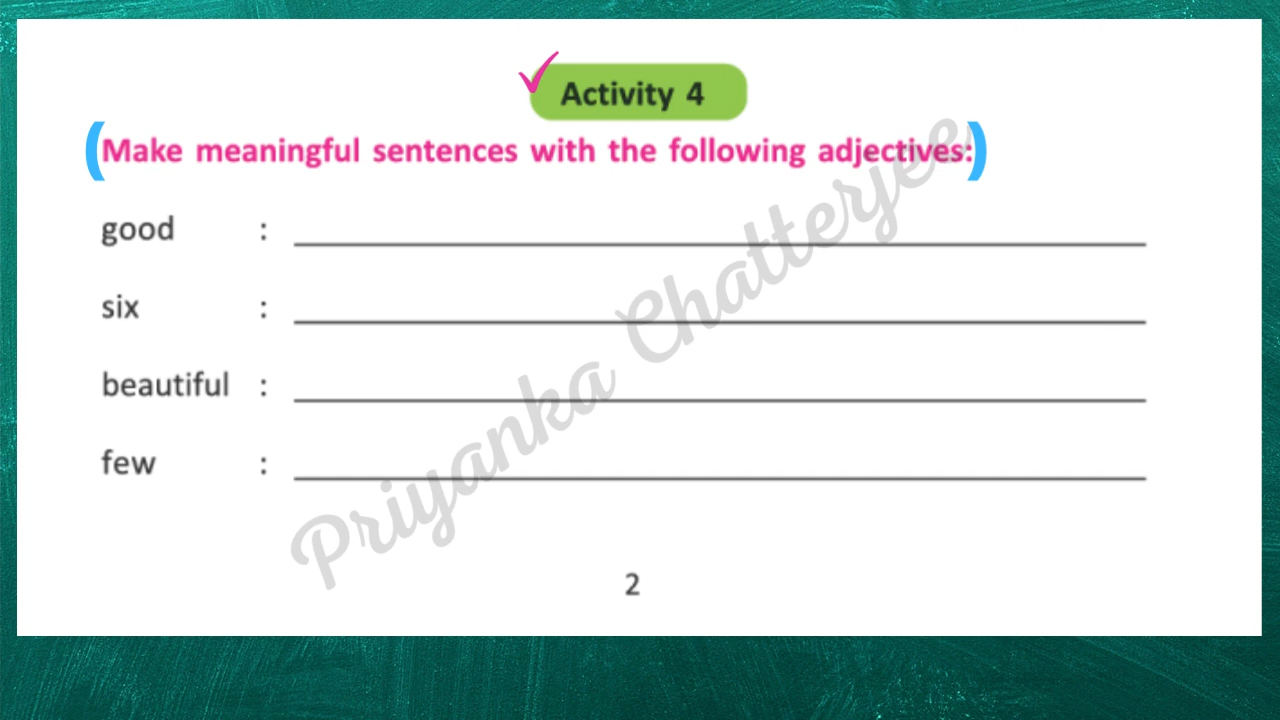 Activity 4
(Make meaningful sentences with the following adjectives:)
good :
six :
beautiful :
few :
Priyanka Chatterjee
2